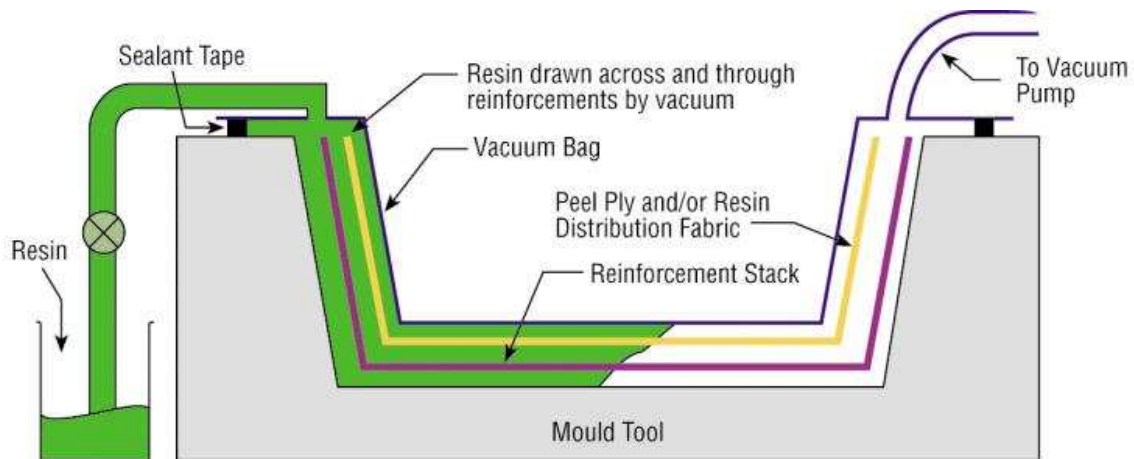 Sealant Tape
Resin drawn across and through
reinforcements by vacuum
To Vacuum
Pump
Vacuum Bag
Peel Ply and/or Resin
Distribution Fabric
Resin
Reinforcement Stack
Mould Tool